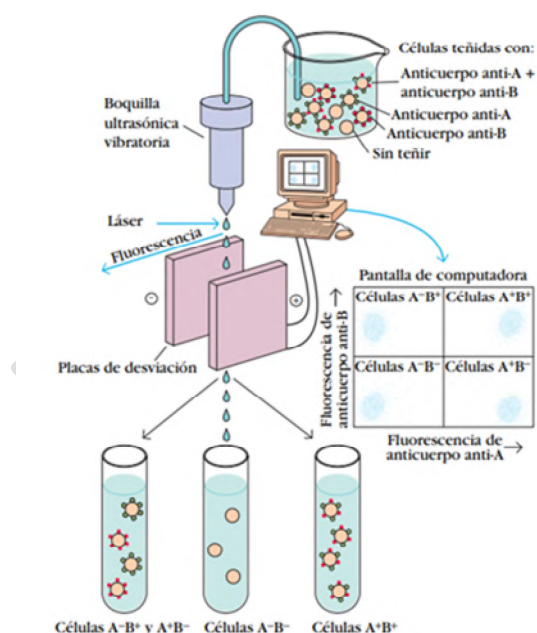 Células teñidas con:
Anticuerpo anti-A +
anticuerpo anti-B
Anticuerpo anti-A
Anticuerpo anti-B
Sin teñir
Boquilla
ultrasónica
vibratoria
Láser
Fluorescencia
−
+
Placas de desviación
Pantalla de computadora
Células A⁻B⁺
Células A⁺B⁺
Células A⁻B⁻
Células A⁺B⁻
Fluorescencia de
anticuerpo anti-B
Fluorescencia de
anticuerpo anti-A
Células A⁻B⁺ y A⁺B⁻
Células A⁻B⁻
Células A⁺B⁺